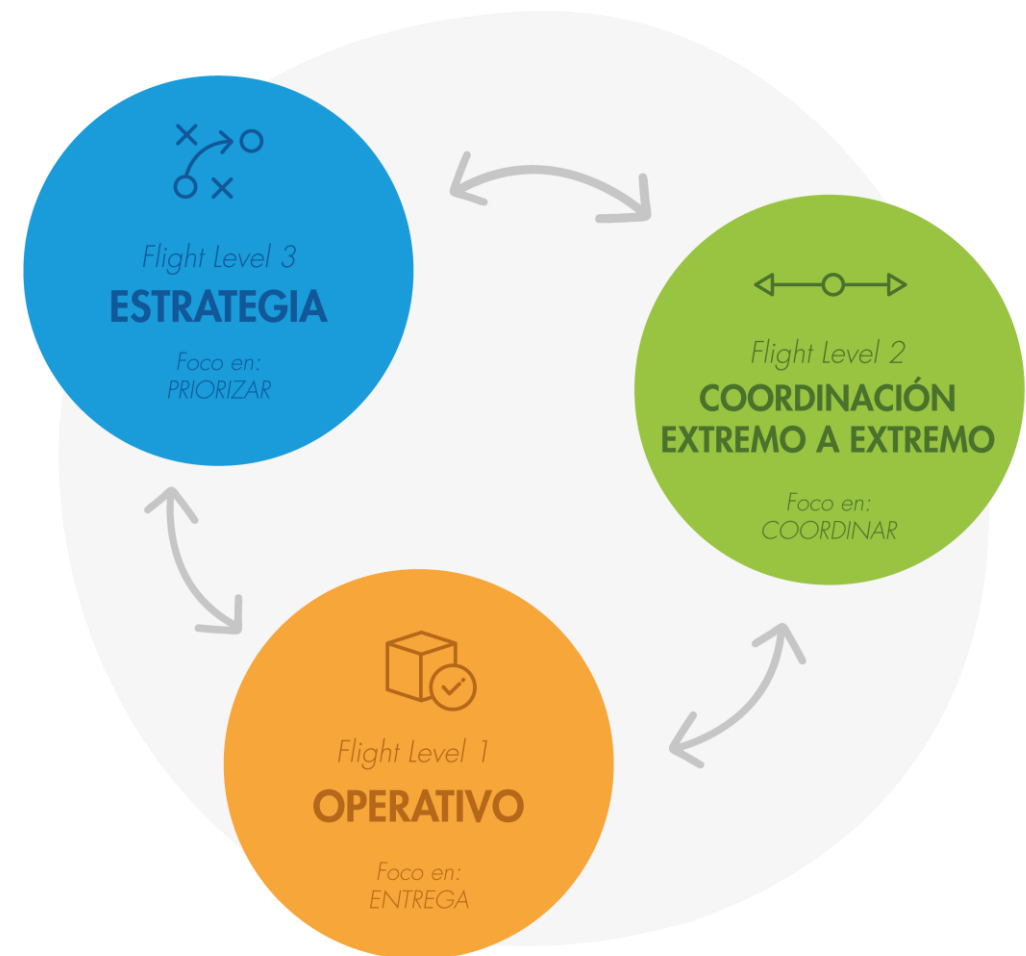 Flight Level 3
ESTRATEGIA
Foco en:
PRIORIZAR
Flight Level 2
COORDINACIÓN
EXTREMO A EXTREMO
Foco en:
COORDINAR
Flight Level 1
OPERATIVO
Foco en:
ENTREGA